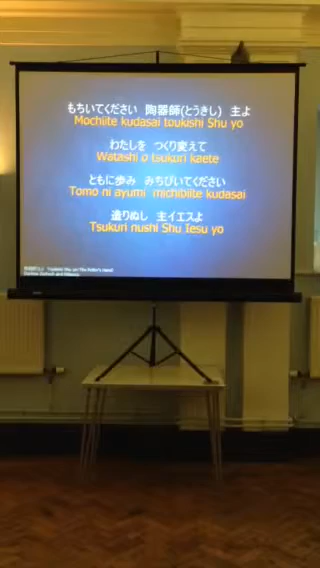 もちいてください 陶器師(とうきし) 主よ
Mochiite kudasai toukishi Shu yo
わたしを つくり変えて
Watashi o tsukuri kaete
ともに歩み みちびいてください
Tomo ni ayumi michibiite kudasai
造りぬし 主イエスよ
Tsukuri nushi Shu Iesu yo